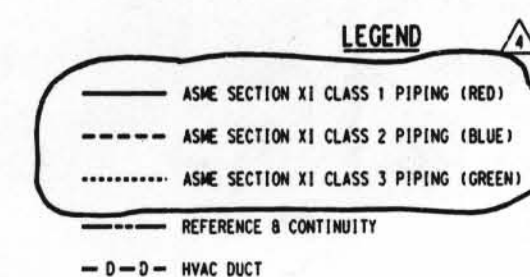 LEGEND 4
ASME SECTION XI CLASS 1 PIPING (RED)
ASME SECTION XI CLASS 2 PIPING (BLUE)
ASME SECTION XI CLASS 3 PIPING (GREEN)
REFERENCE & CONTINUITY
D D HVAC DUCT